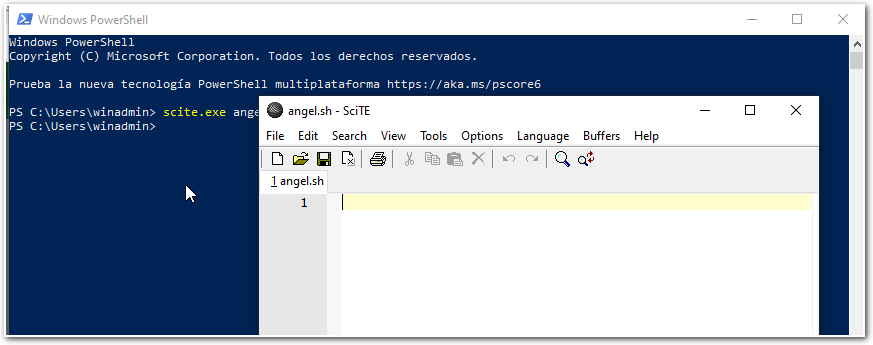 Windows PowerShell
Windows PowerShell
Copyright (C) Microsoft Corporation. Todos los derechos reservados.
Prueba la nueva tecnología PowerShell multiplataforma https://aka.ms/pscore6
PS C:\Users\winadmin> scite.exe ange
PS C:\Users\winadmin>
angel.sh - SciTE
File Edit Search View Tools Options Language Buffers Help
1 angel.sh
1